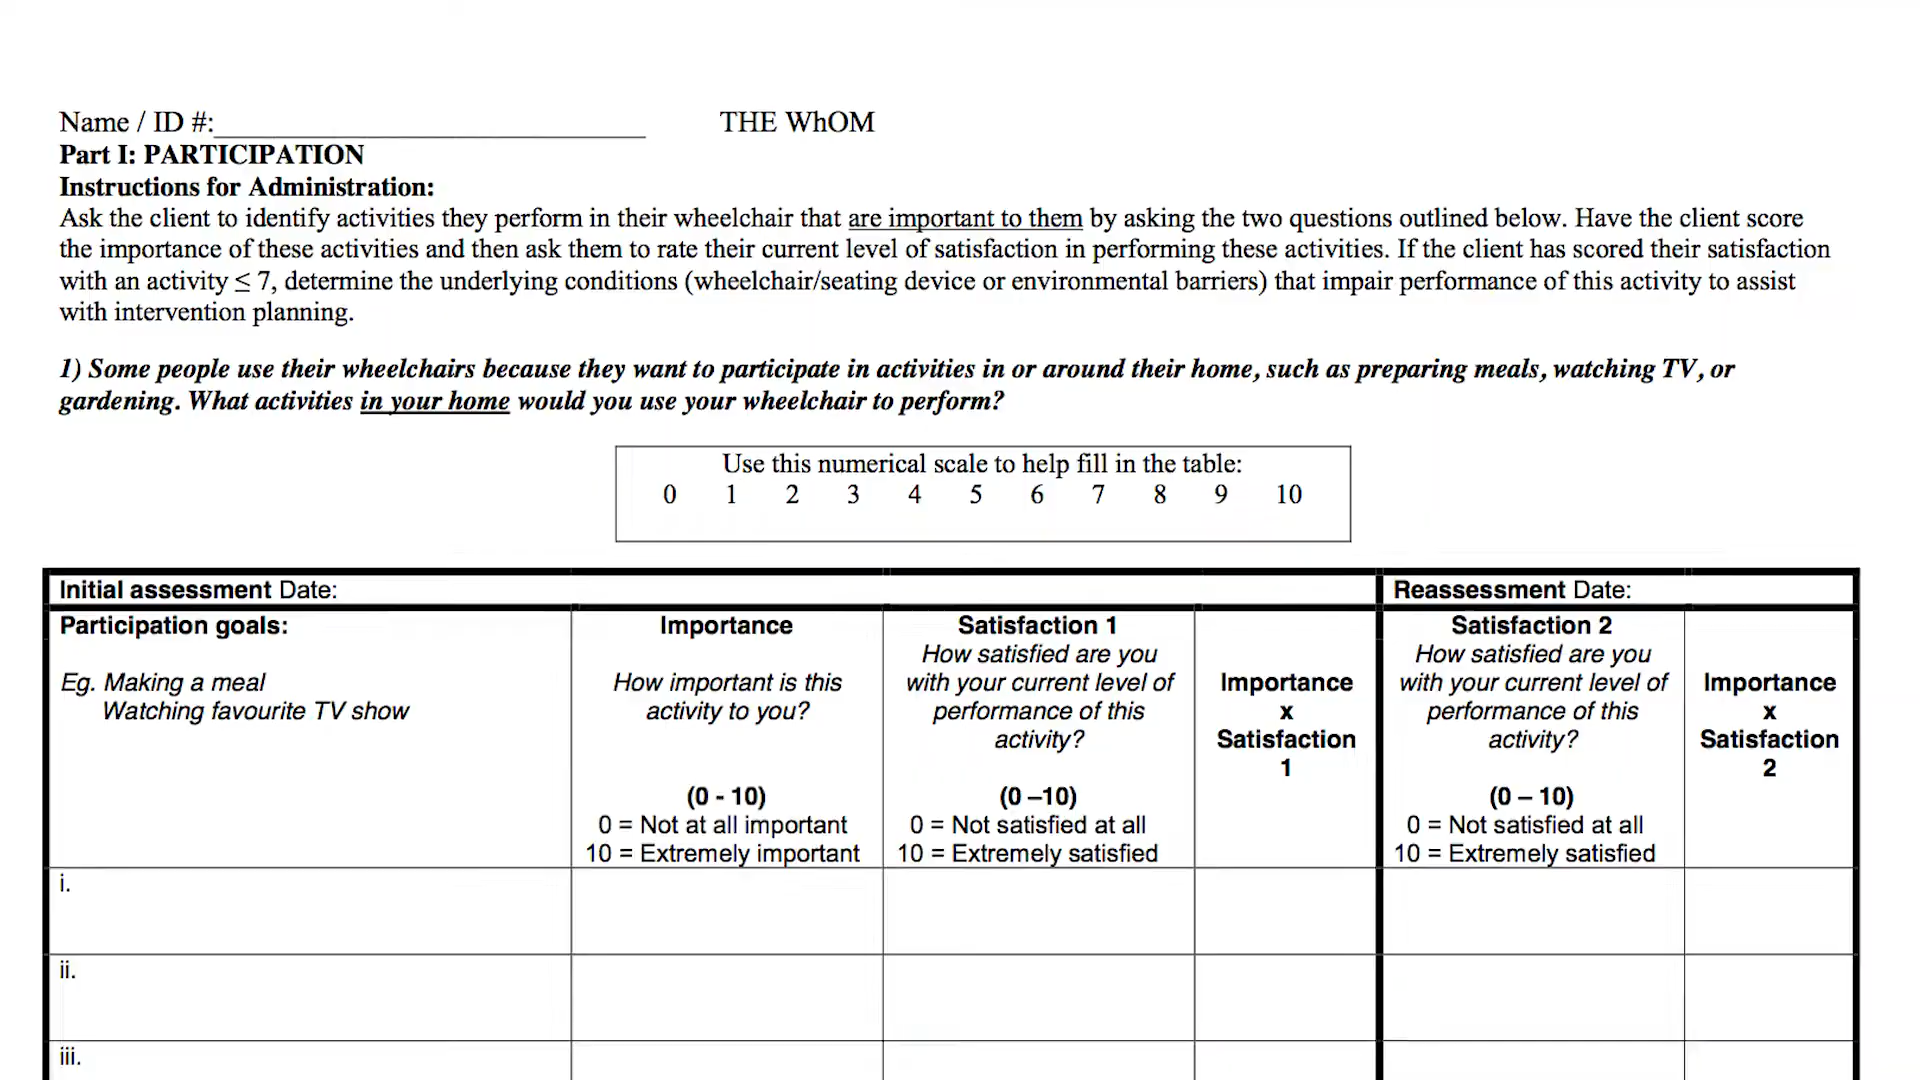 Name / ID #:______________________________ THE WhOM
Part I: PARTICIPATION
Instructions for Administration:
Ask the client to identify activities they perform in their wheelchair that are important to them by asking the two questions outlined below. Have the client score
the importance of these activities and then ask them to rate their current level of satisfaction in performing these activities. If the client has scored their satisfaction
with an activity ≤ 7, determine the underlying conditions (wheelchair/seating device or environmental barriers) that impair performance of this activity to assist
with intervention planning.
1) Some people use their wheelchairs because they want to participate in activities in or around their home, such as preparing meals, watching TV, or
gardening. What activities in your home would you use your wheelchair to perform?
Use this numerical scale to help fill in the table:
0 1 2 3 4 5 6 7 8 9 10
Initial assessment Date:
Reassessment Date:
Participation goals:
Eg. Making a meal
Watching favourite TV show
Importance
How important is this
activity to you?
(0 - 10)
0 = Not at all important
10 = Extremely important
Satisfaction 1
How satisfied are you
with your current level of
performance of this
activity?
(0 –10)
0 = Not satisfied at all
10 = Extremely satisfied
Importance
x
Satisfaction
1
Satisfaction 2
How satisfied are you
with your current level of
performance of this
activity?
(0 – 10)
0 = Not satisfied at all
10 = Extremely satisfied
Importance
x
Satisfaction
2
i.
ii.
iii.